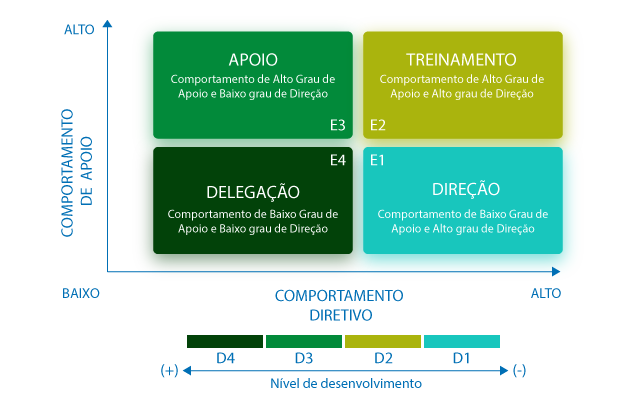 ALTO
APOIO
Comportamento de Alto Grau de
Apoio e Baixo grau de Direção
E3
TREINAMENTO
Comportamento de Alto Grau de
Apoio e Alto grau de Direção
E2
COMPORTAMENTO
DE APOIO
E4
DELEGAÇÃO
Comportamento de Baixo Grau de
Apoio e Baixo grau de Direção
E1
DIREÇÃO
Comportamento de Baixo Grau de
Apoio e Alto grau de Direção
BAIXO
COMPORTAMENTO
DIRETIVO
ALTO
D4 D3 D2 D1
(+) (-)
Nível de desenvolvimento